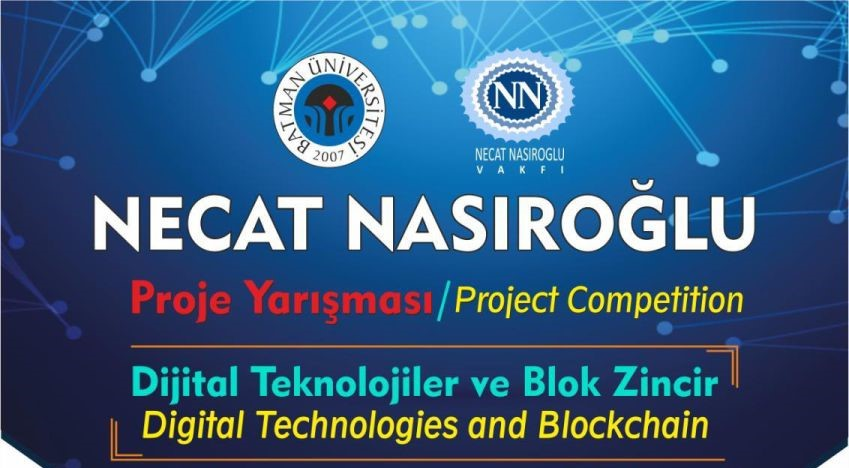 BATMAN ÜNİVERSİTESİ
2007
NN
NECAT NASIROGLU
VAKFI
NECAT NASIROĞLU
Proje Yarışması/Project Competition
Dijital Teknolojiler ve Blok Zincir
Digital Technologies and Blockchain